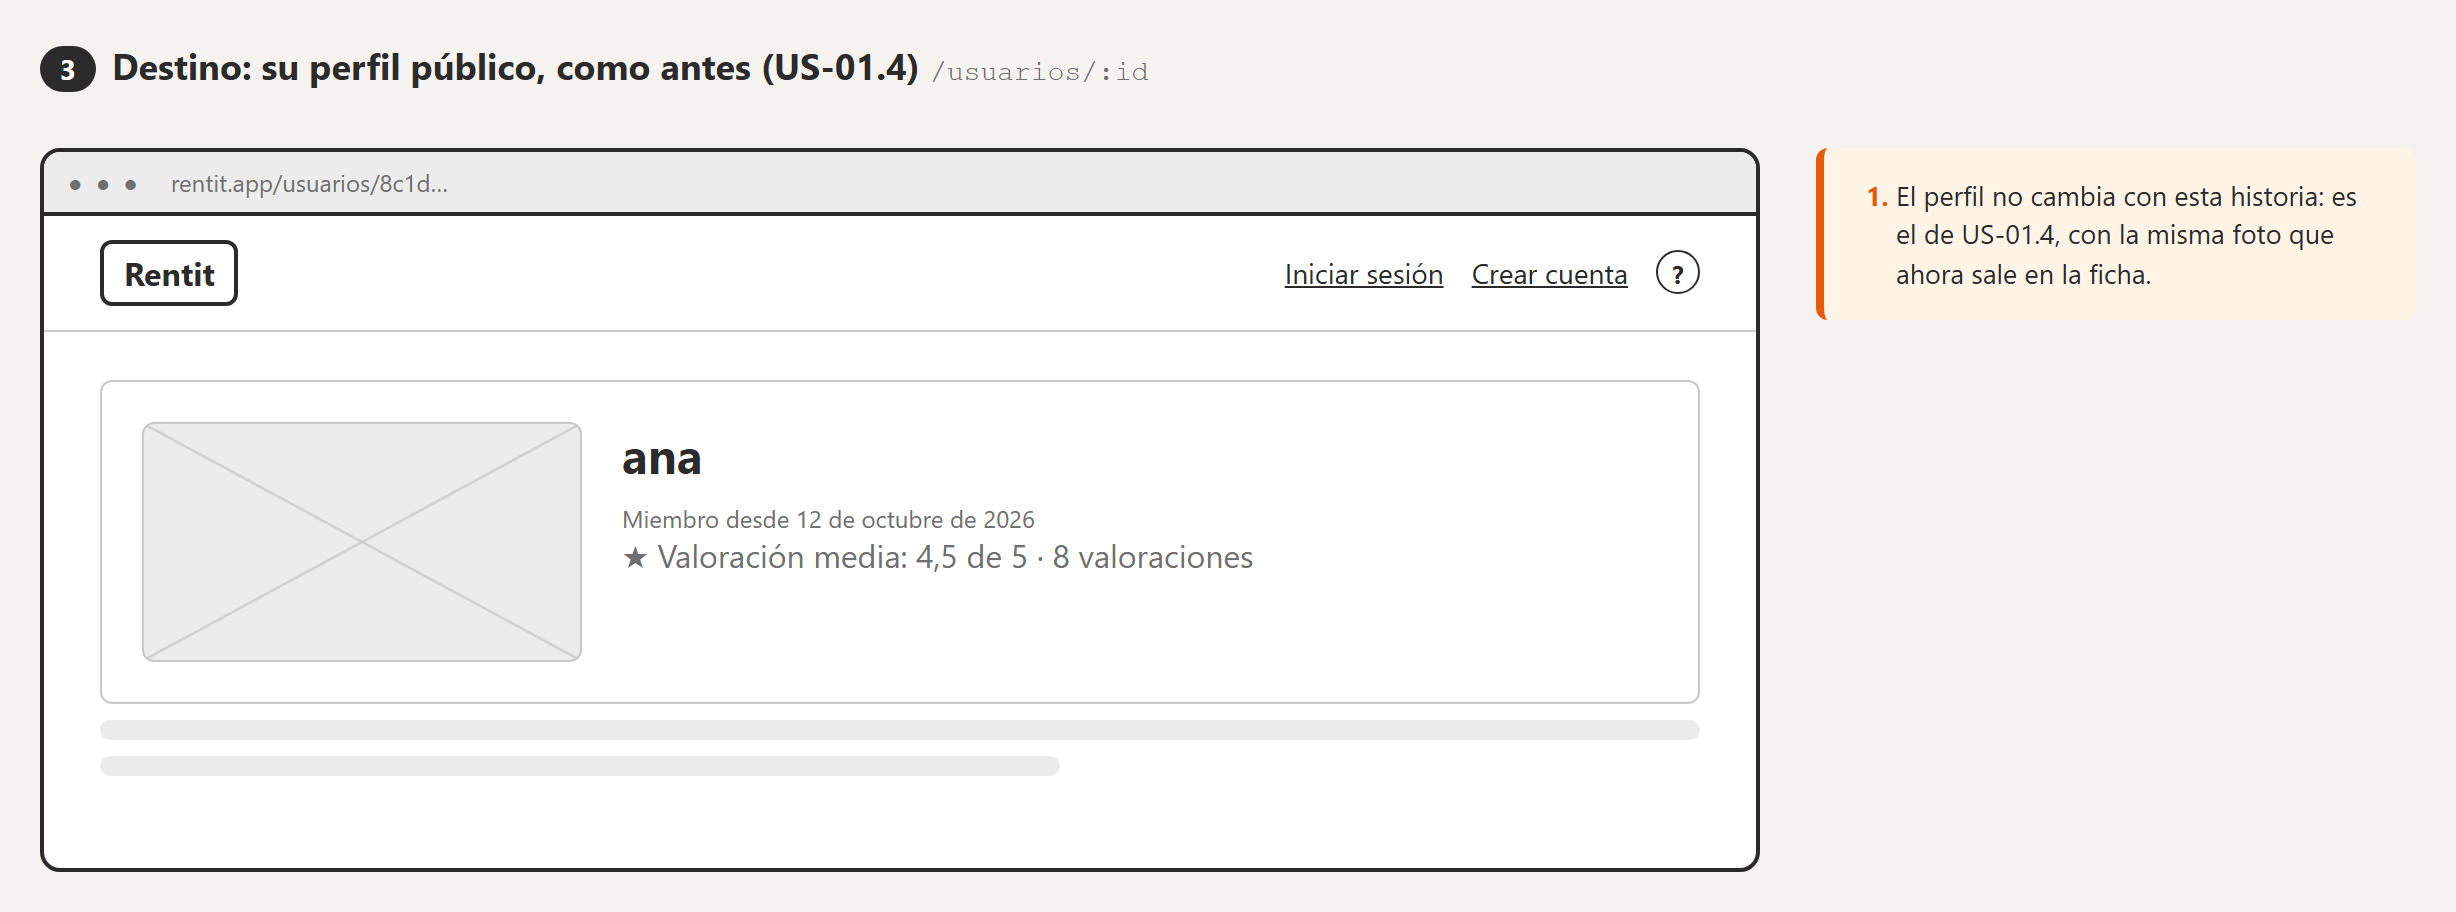 3 Destino: su perfil público, como antes (US-01.4) /usuarios/:id
rentit.app/usuarios/8c1d...
Rentit
Iniciar sesión Crear cuenta ?
ana
Miembro desde 12 de octubre de 2026
★ Valoración media: 4,5 de 5 · 8 valoraciones
1. El perfil no cambia con esta historia: es
el de US-01.4, con la misma foto que
ahora sale en la ficha.